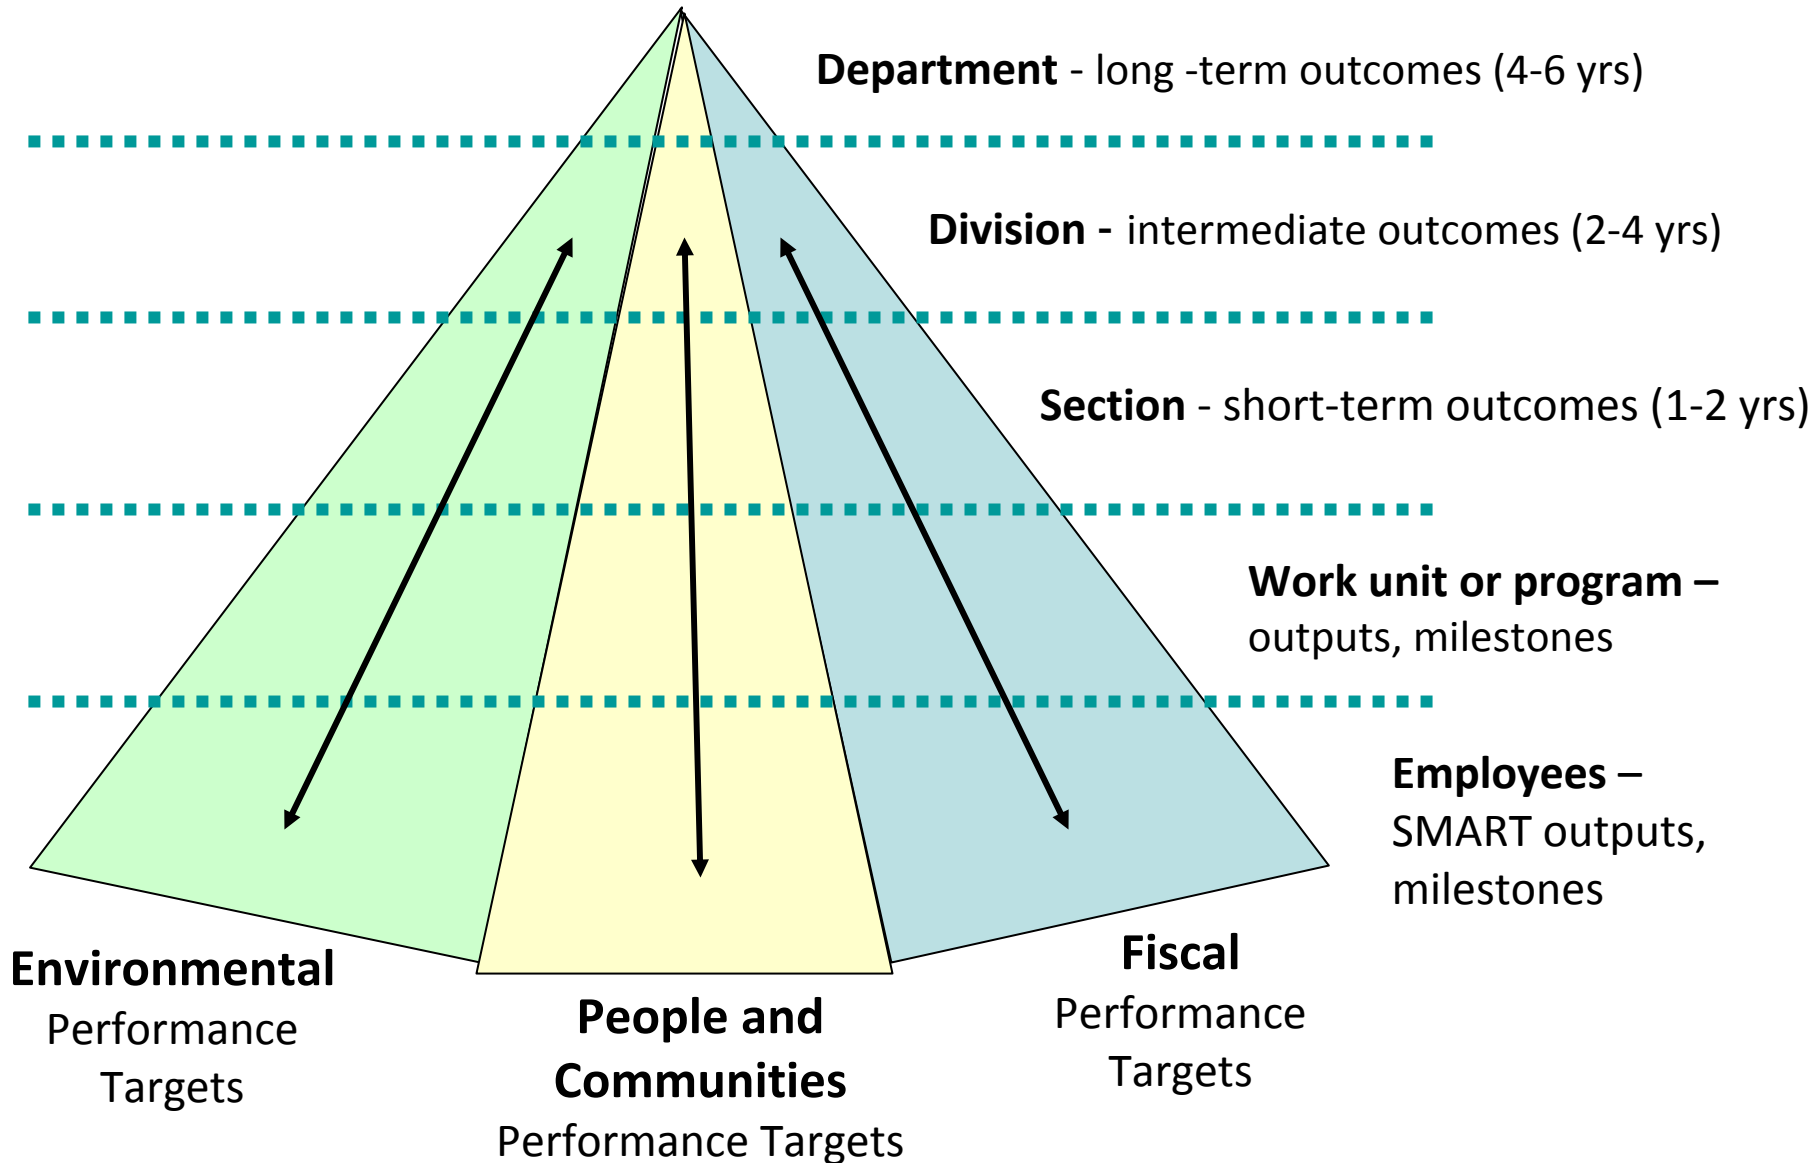 Department - long -term outcomes (4-6 yrs)
Division - intermediate outcomes (2-4 yrs)
Section - short-term outcomes (1-2 yrs)
Work unit or program –
outputs, milestones
Employees –
SMART outputs,
milestones
Environmental
Performance
Targets
People and
Communities
Performance Targets
Fiscal
Performance
Targets